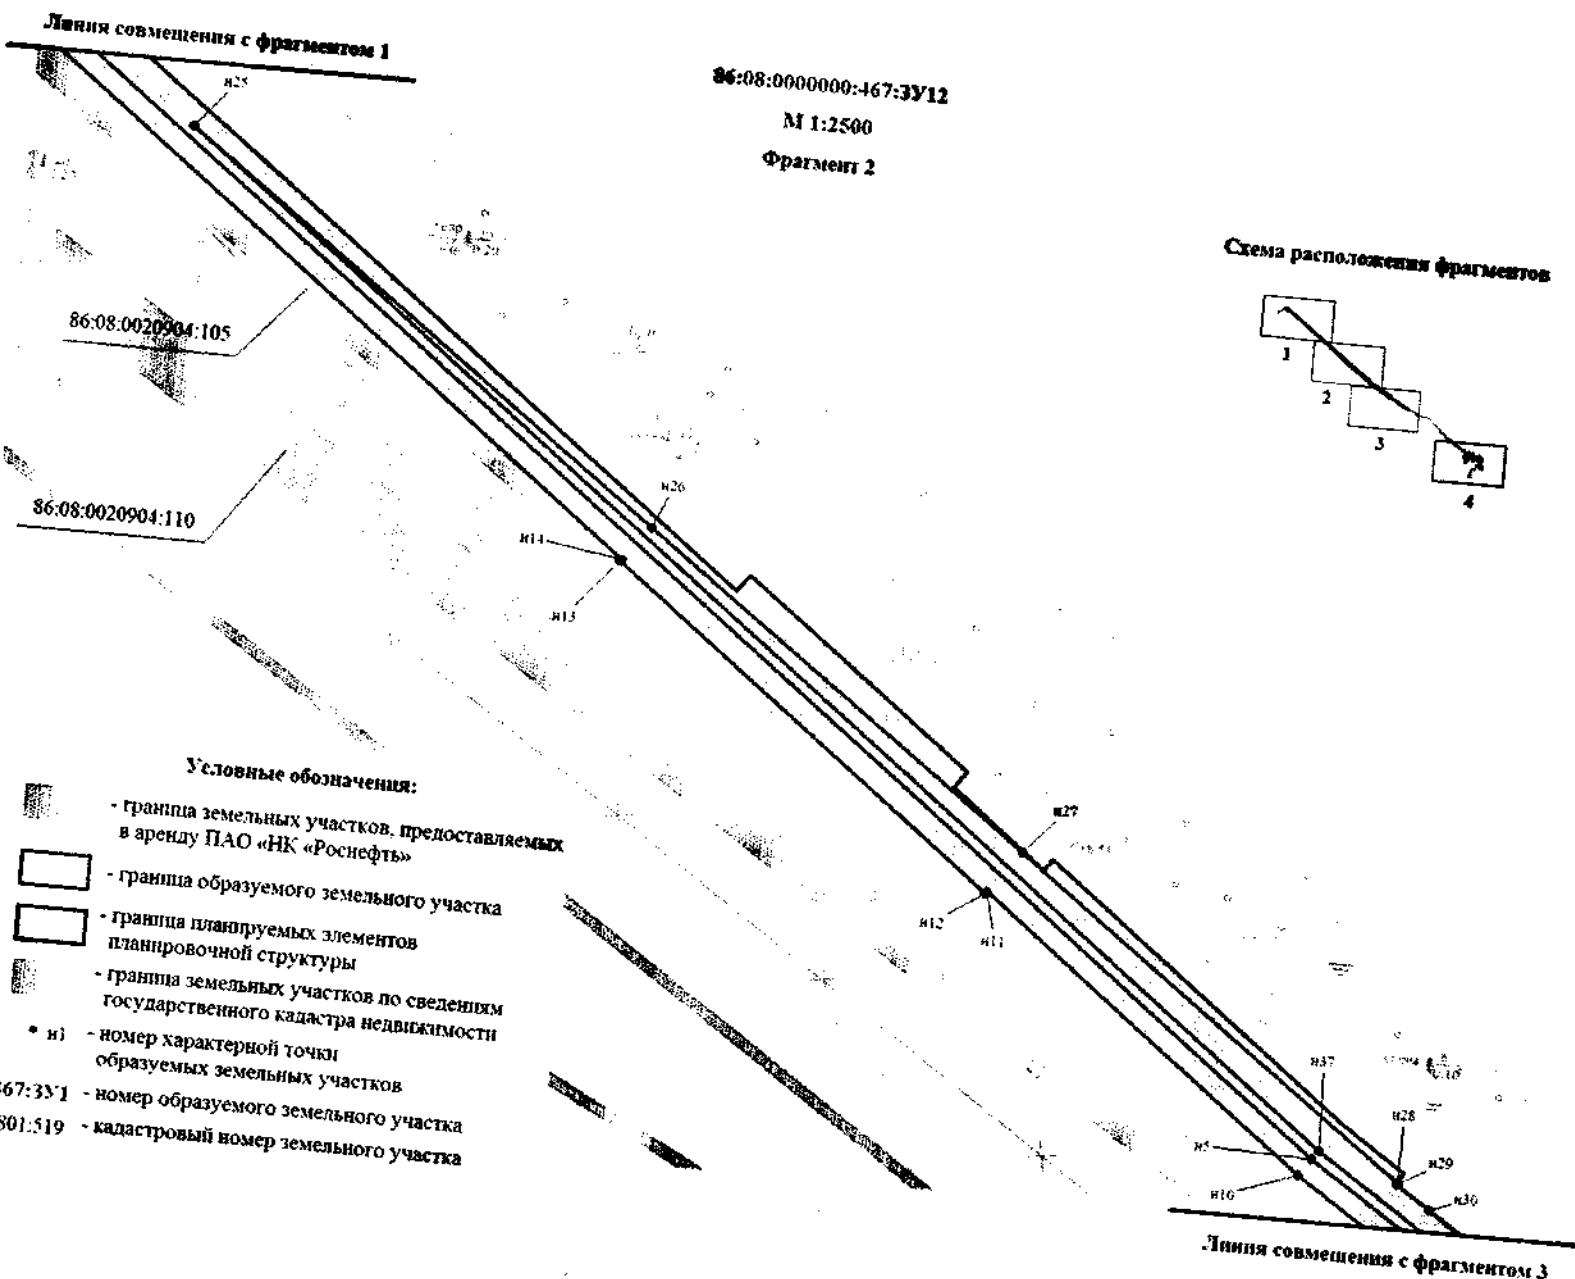 Линия совмещения с фрагментом 1
86:08:0000000:467:ЗУ12
М 1:2500
Фрагмент 2
н25
Схема расположения фрагментов
1
2
3
4
86:08:0020904:105
86:08:0020904:110
н26
н14
н13
н27
н12
н11
н37
н28
н5
н29
н10
н30
Условные обозначения:
- граница земельных участков, предоставляемых
в аренду ПАО «НК «Роснефть»
- граница образуемого земельного участка
- граница планируемых элементов
планировочной структуры
- граница земельных участков по сведениям
государственного кадастра недвижимости
• н1 - номер характерной точки
образуемых земельных участков
467:ЗУ1 - номер образуемого земельного участка
801:519 - кадастровый номер земельного участка
Линия совмещения с фрагментом 3